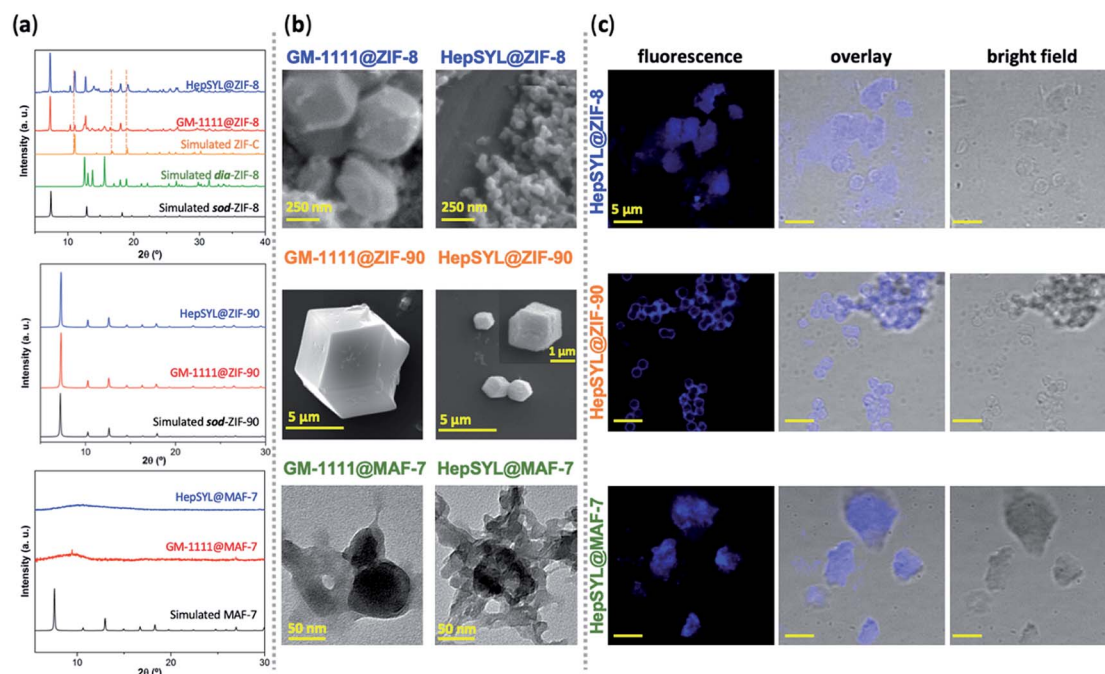 (a)
Intensity (a. u.)
HepSYL@ZIF-8
GM-1111@ZIF-8
Simulated ZIF-C
Simulated dia-ZIF-8
Simulated sod-ZIF-8
10 20 30 40
2θ (º)
Intensity (a. u.)
HepSYL@ZIF-90
GM-1111@ZIF-90
Simulated sod-ZIF-90
10 20 30
2θ (º)
Intensity (a. u.)
HepSYL@MAF-7
GM-1111@MAF-7
Simulated MAF-7
10 20 30
2θ (º)
(b)
GM-1111@ZIF-8 HepSYL@ZIF-8
250 nm 250 nm
GM-1111@ZIF-90 HepSYL@ZIF-90
1 µm
5 µm 5 µm
GM-1111@MAF-7 HepSYL@MAF-7
50 nm 50 nm
(c)
fluorescence overlay bright field
HepSYL@ZIF-8
5 µm
HepSYL@ZIF-90
HepSYL@MAF-7